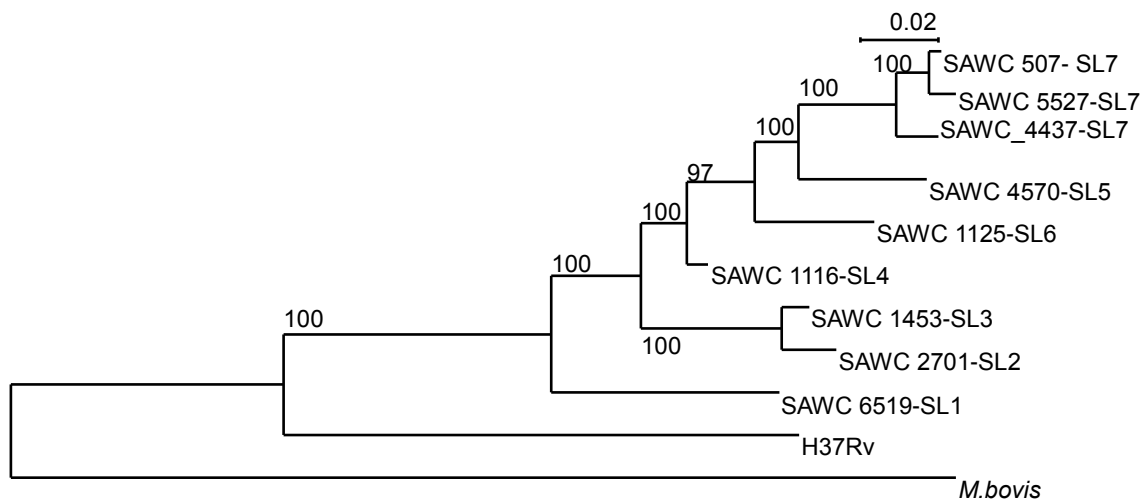 0.02
100
SAWC 507- SL7
100
SAWC 5527-SL7
100
SAWC_4437-SL7
97
SAWC 4570-SL5
100
SAWC 1125-SL6
100
SAWC 1116-SL4
100
SAWC 1453-SL3
100
SAWC 2701-SL2
SAWC 6519-SL1
H37Rv
M.bovis